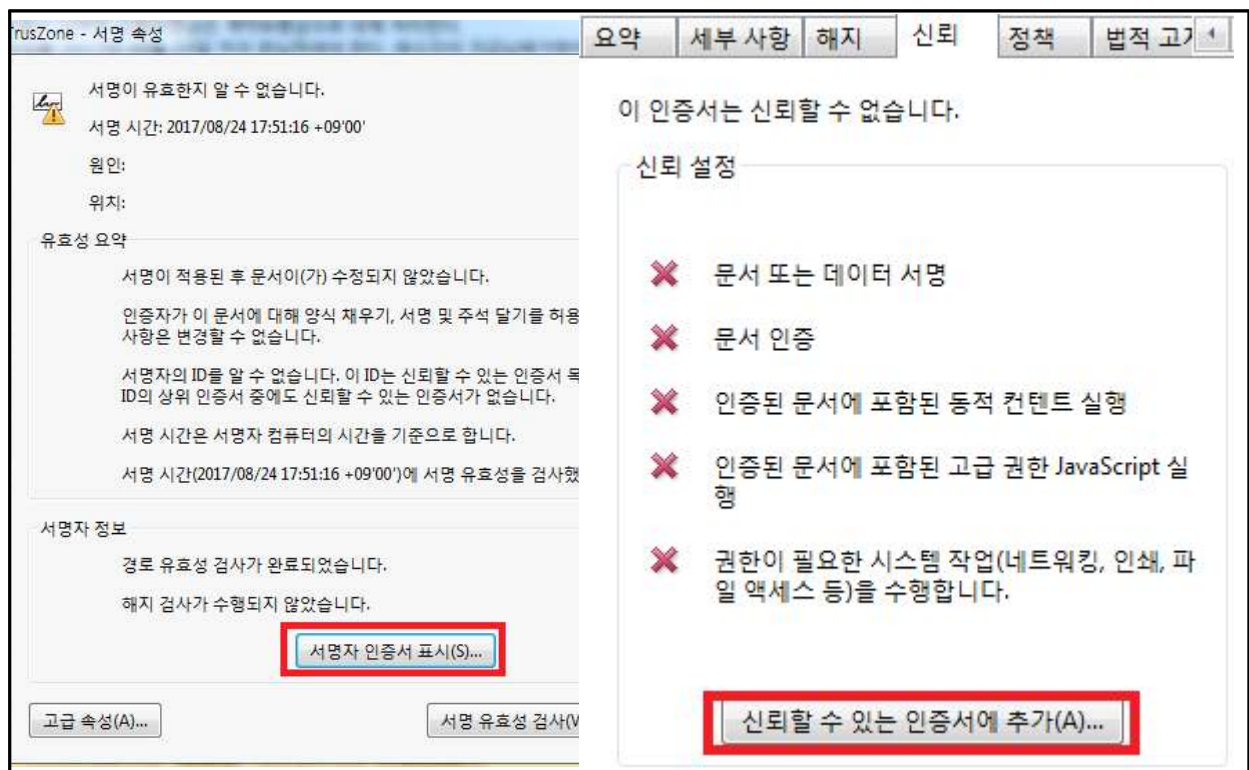 rusZone - 서명 속성
서명이 유효한지 알 수 없습니다.
서명 시간: 2017/08/24 17:51:16 +09'00'
원인:
위치:
유효성 요약
서명이 적용된 후 문서이(가) 수정되지 않았습니다.
인증자가 이 문서에 대해 양식 채우기, 서명 및 주석 달기를 허용
사항은 변경할 수 없습니다.
서명자의 ID를 알 수 없습니다. 이 ID는 신뢰할 수 있는 인증서 목
ID의 상위 인증서 중에도 신뢰할 수 있는 인증서가 없습니다.
서명 시간은 서명자 컴퓨터의 시간을 기준으로 합니다.
서명 시간(2017/08/24 17:51:16 +09'00')에 서명 유효성을 검사했
서명자 정보
경로 유효성 검사가 완료되었습니다.
해지 검사가 수행되지 않았습니다.
서명자 인증서 표시(S)...
고급 속성(A)...
서명 유효성 검사(V
요약 세부 사항 해지 신뢰 정책 법적 고지
이 인증서는 신뢰할 수 없습니다.
신뢰 설정
문서 또는 데이터 서명
문서 인증
인증된 문서에 포함된 동적 컨텐트 실행
인증된 문서에 포함된 고급 권한 JavaScript 실
행
권한이 필요한 시스템 작업(네트워킹, 인쇄, 파
일 액세스 등)을 수행합니다.
신뢰할 수 있는 인증서에 추가(A)...